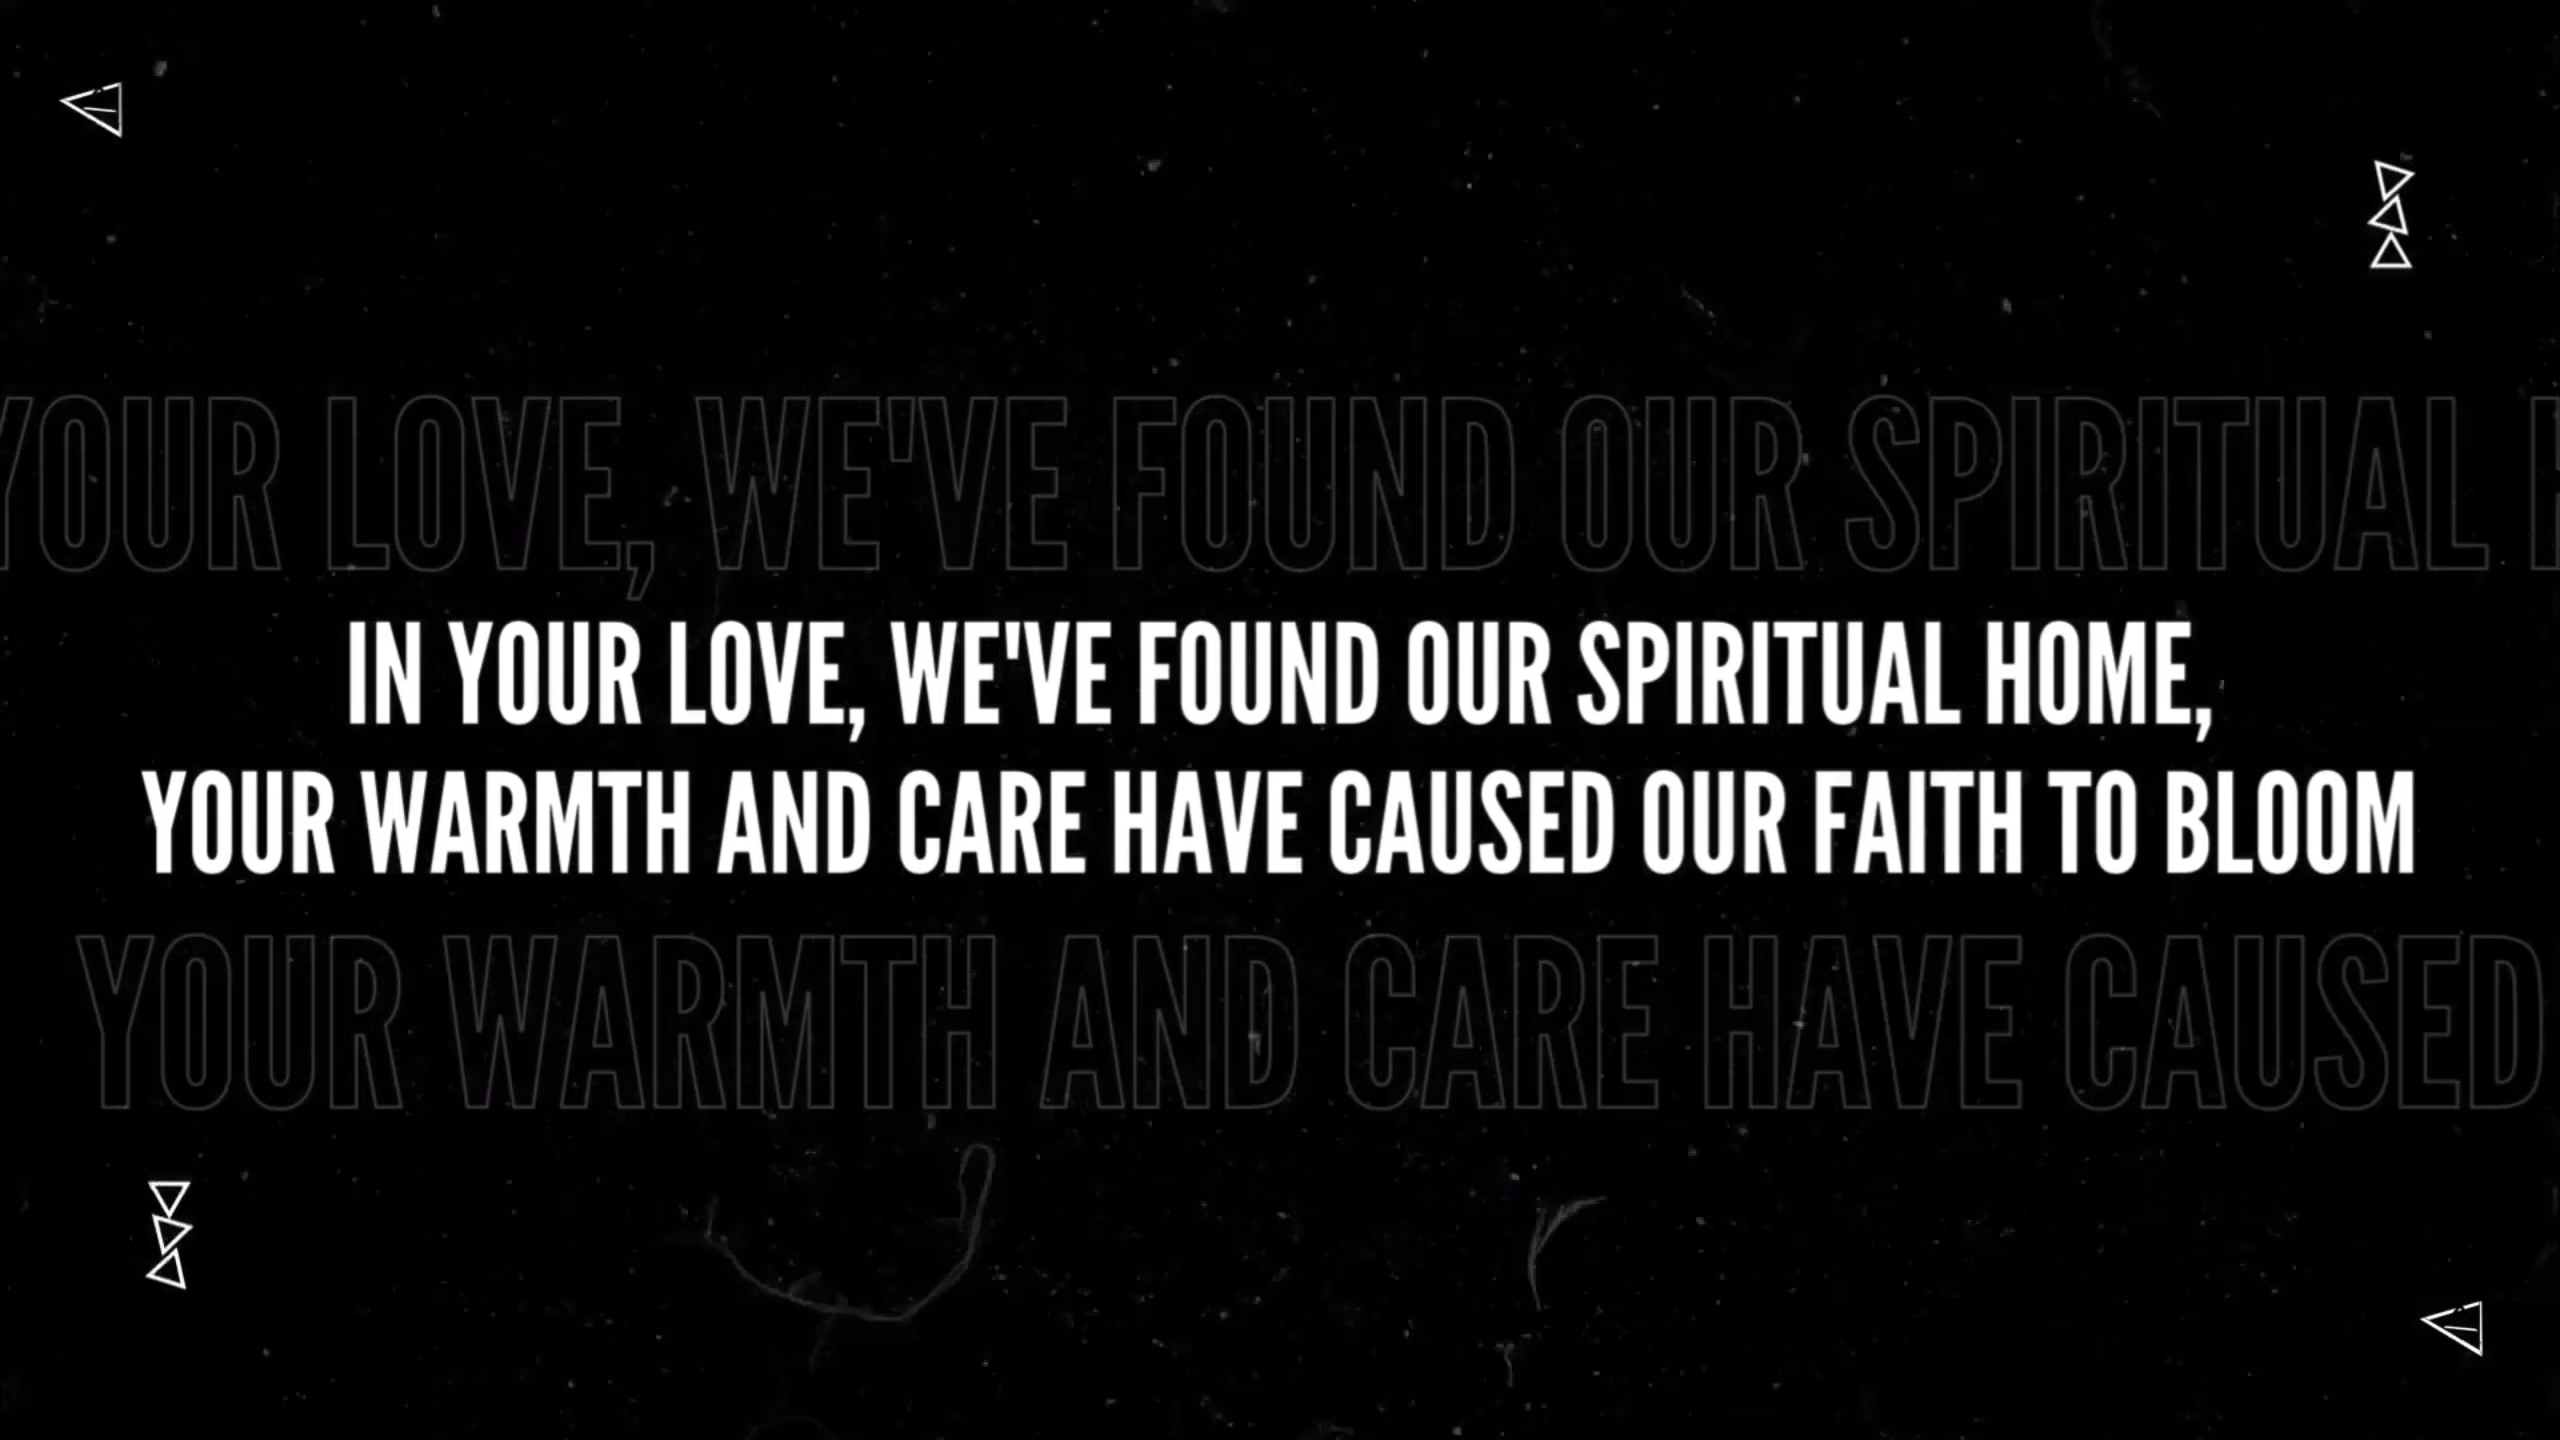 YOUR LOVE, WE'VE FOUND OUR SPIRITUAL H
IN YOUR LOVE, WE'VE FOUND OUR SPIRITUAL HOME,
YOUR WARMTH AND CARE HAVE CAUSED OUR FAITH TO BLOOM
YOUR WARMTH AND CARE HAVE CAUSED